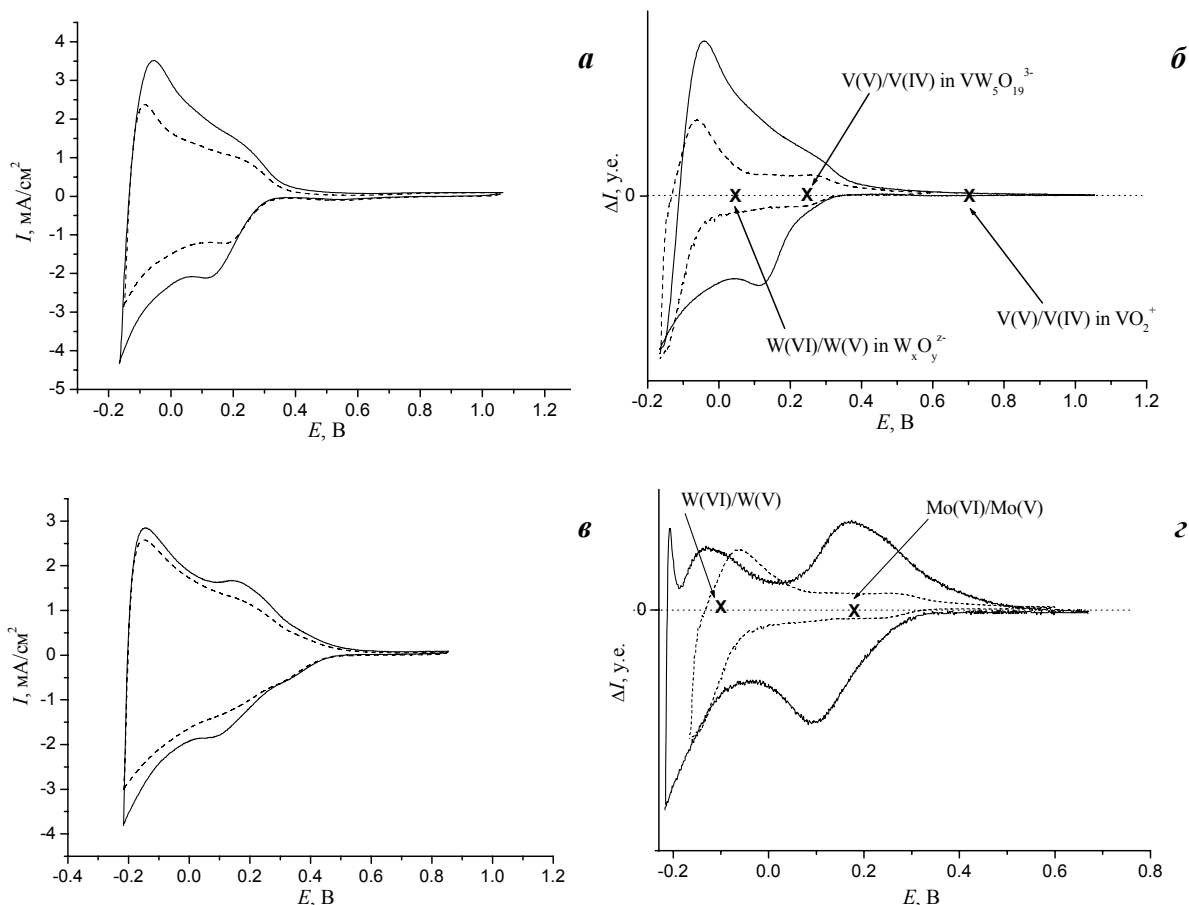 а
I, мА/см²
4
3
2
1
0
-1
-2
-3
-4
-5
-0.2 0.0 0.2 0.4 0.6 0.8 1.0 1.2
E, В
б
V(V)/V(IV) in VW₅O₁₉³⁻
ΔI, у.е.
0
W(VI)/W(V) in WₓOᵧᶻ⁻
V(V)/V(IV) in VO₂⁺
-0.2 0.0 0.2 0.4 0.6 0.8 1.0 1.2
E, В
в
I, мА/см²
3
2
1
0
1
-2
-3
-4
-0.4 -0.2 0.0 0.2 0.4 0.6 0.8 1.0 1.2
E, В
г
W(VI)/W(V)
Mo(VI)/Mo(V)
ΔI, у.е.
0
-0.2 0.0 0.2 0.4 0.6 0.8
E, В